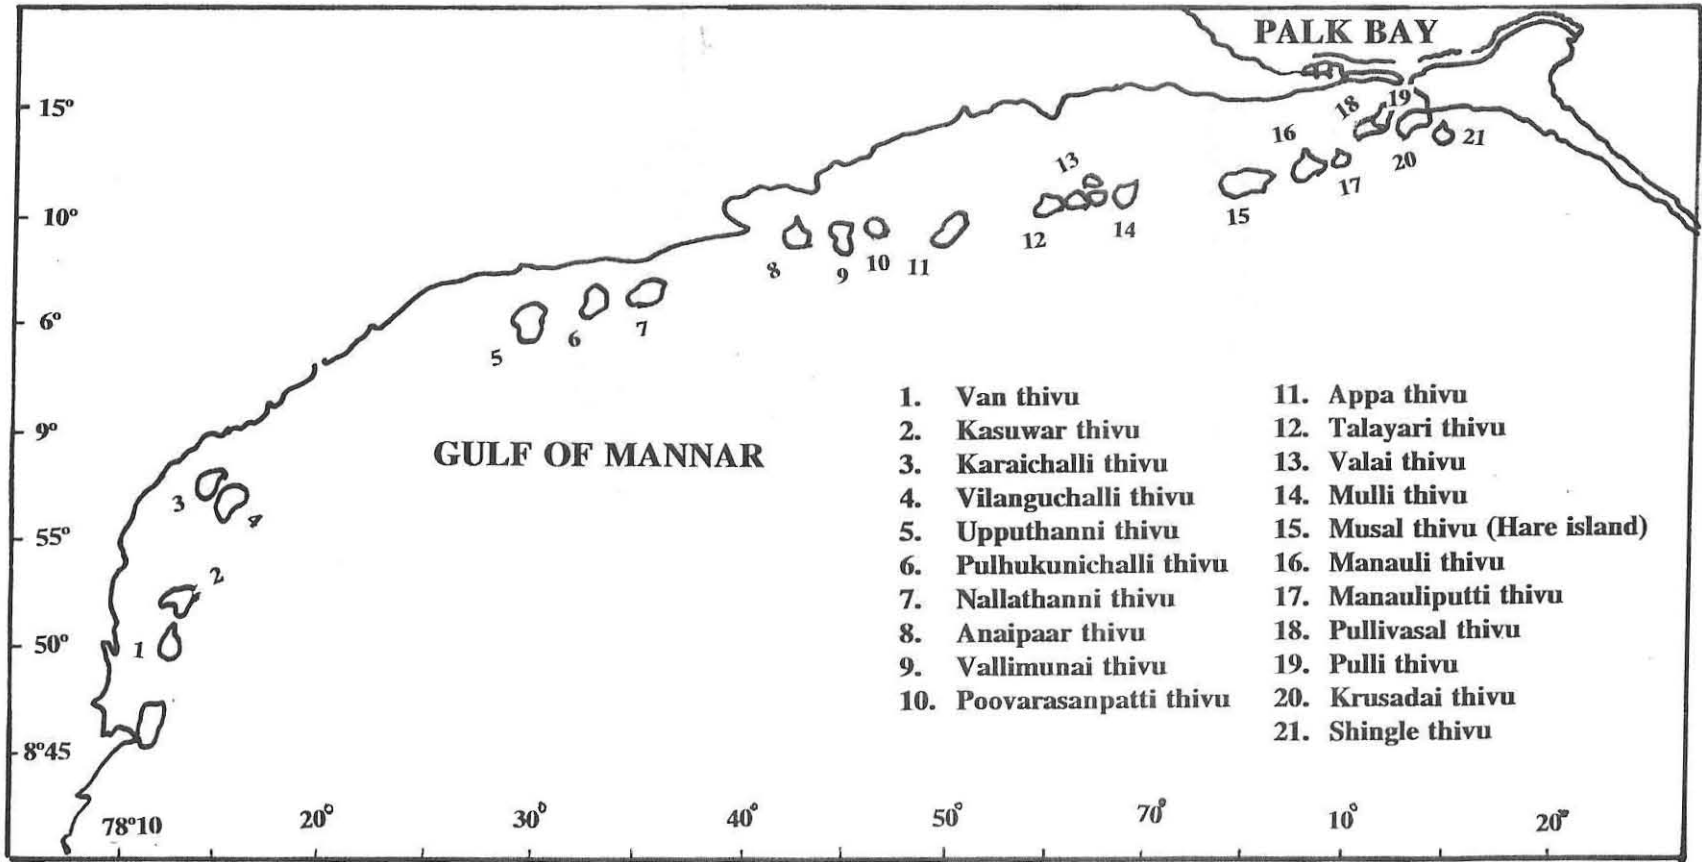 PALK BAY
15°
10°
6°
9°
55°
50°
8°45
78°10
20°
30°
40°
50°
70°
10°
20°
GULF OF MANNAR
1
2
3
4
5
6
7
8
9
10
11
12
13
14
15
16
17
18
19
20
21
1. Van thivu
2. Kasuwar thivu
3. Karaichalli thivu
4. Vilanguchalli thivu
5. Upputhanni thivu
6. Pulhukunichalli thivu
7. Nallathanni thivu
8. Anaipaar thivu
9. Vallimunai thivu
10. Poovarasanpatti thivu
11. Appa thivu
12. Talayari thivu
13. Valai thivu
14. Mulli thivu
15. Musal thivu (Hare island)
16. Manauli thivu
17. Manauliputti thivu
18. Pullivasal thivu
19. Pulli thivu
20. Krusadai thivu
21. Shingle thivu